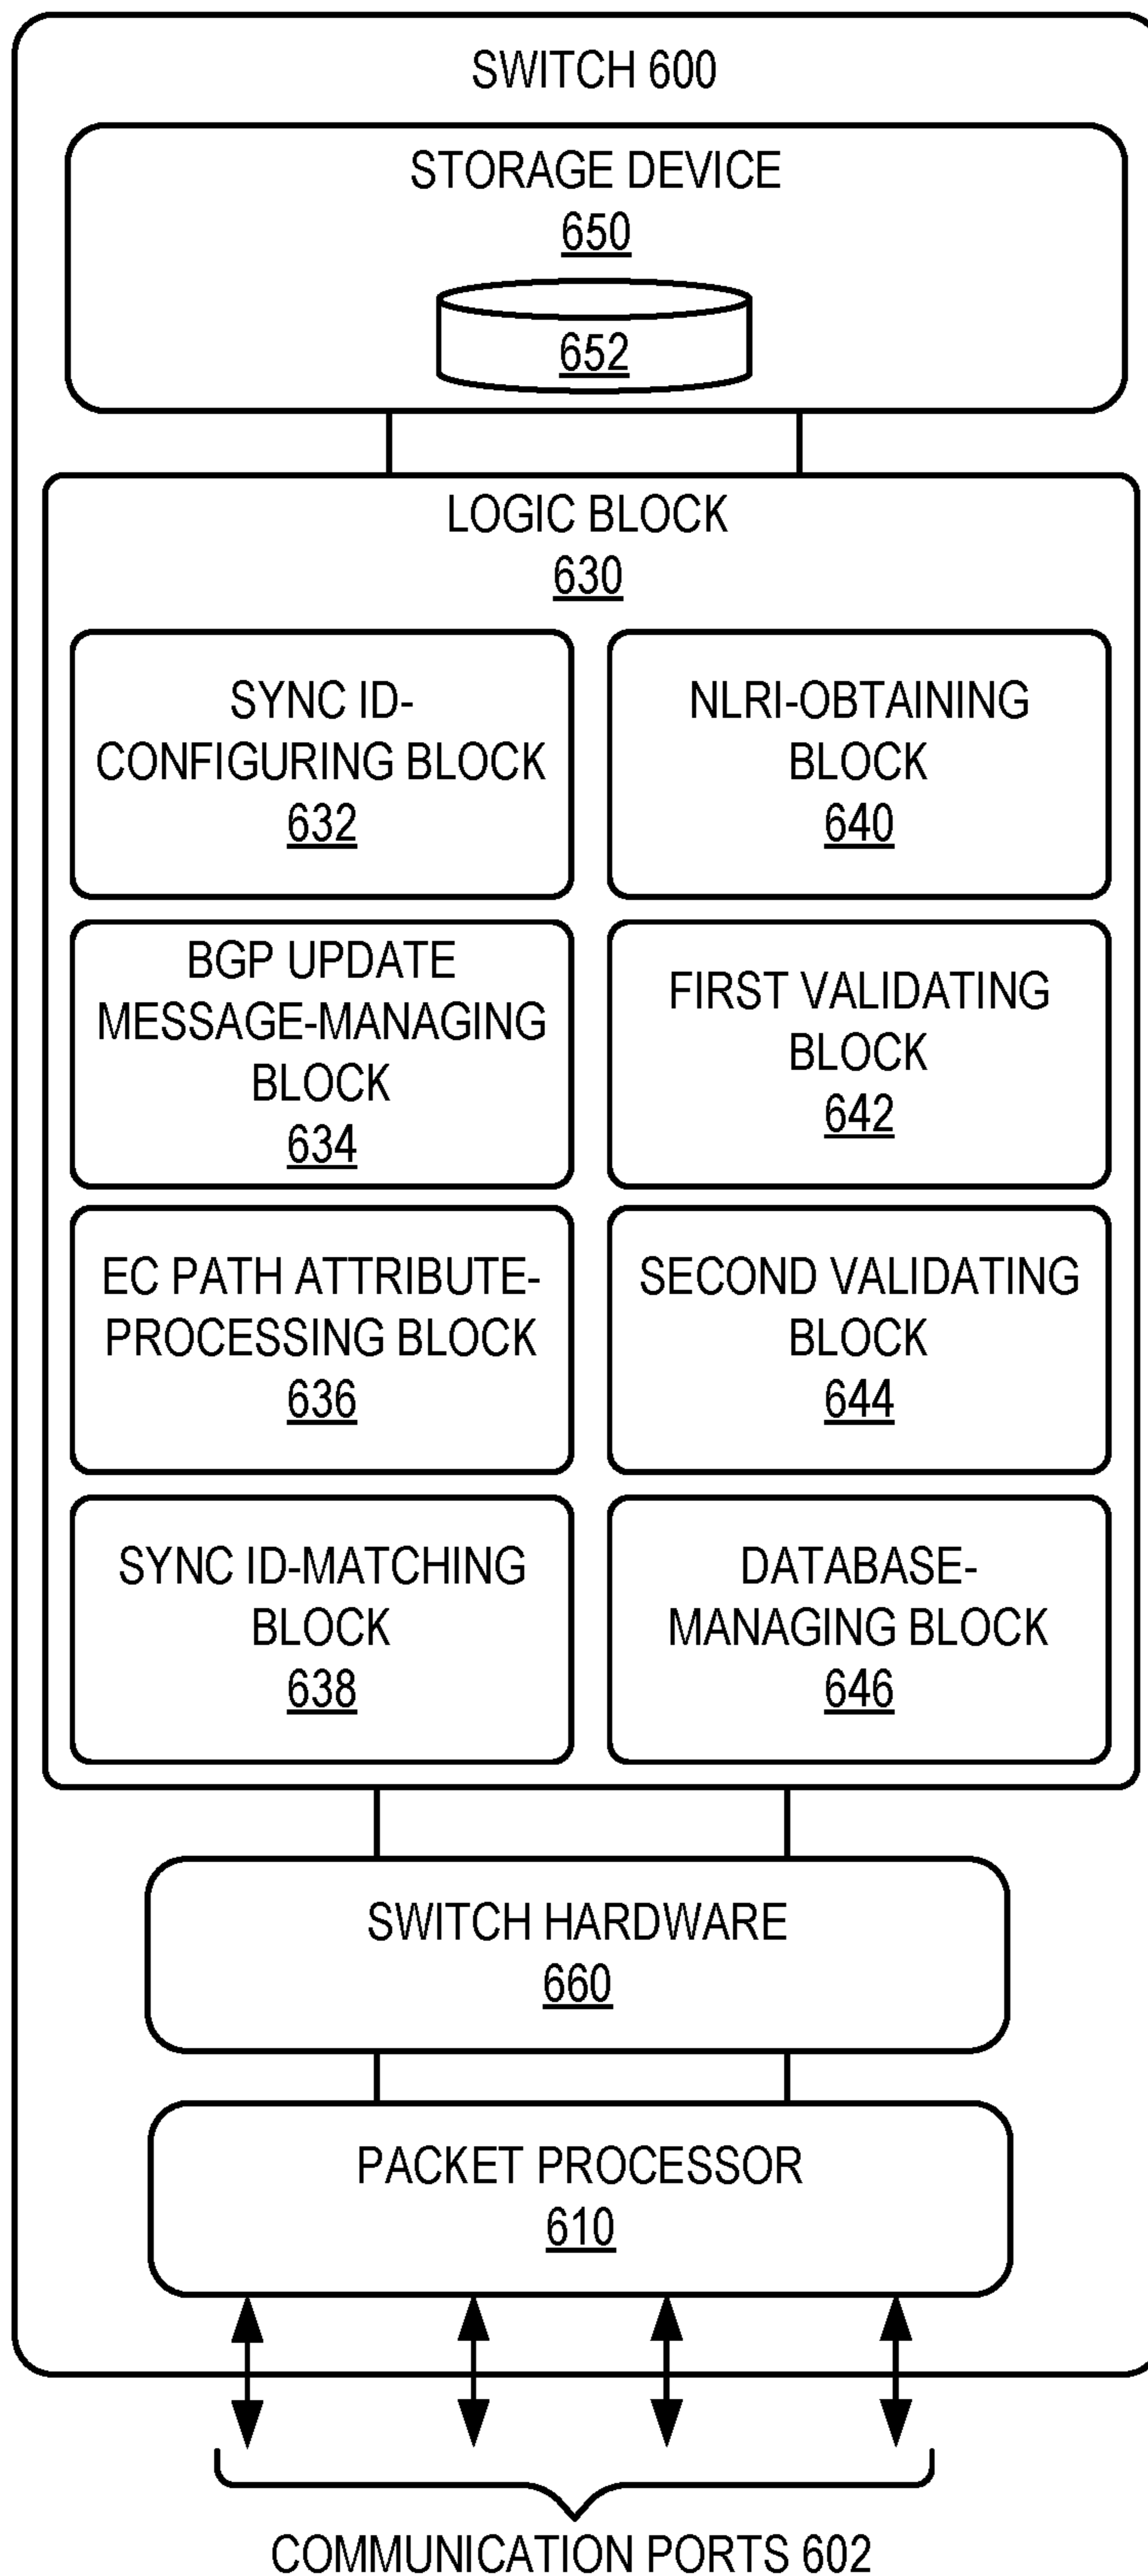 SWITCH 600
STORAGE DEVICE
650
652
LOGIC BLOCK
630
SYNC ID-
CONFIGURING BLOCK
632
NLRI-OBTAINING
BLOCK
640
BGP UPDATE
MESSAGE-MANAGING
BLOCK
634
FIRST VALIDATING
BLOCK
642
EC PATH ATTRIBUTE-
PROCESSING BLOCK
636
SECOND VALIDATING
BLOCK
644
SYNC ID-MATCHING
BLOCK
638
DATABASE-
MANAGING BLOCK
646
SWITCH HARDWARE
660
PACKET PROCESSOR
610
COMMUNICATION PORTS 602